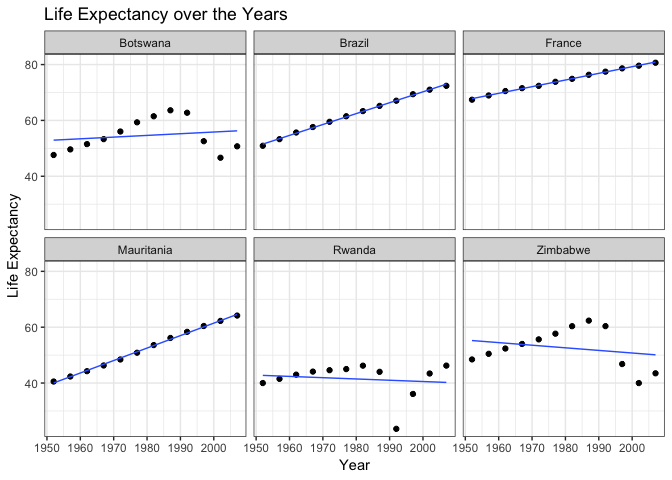 Life Expectancy over the Years
Botswana
Brazil
France
80
60
40
Mauritania
Rwanda
Zimbabwe
80
60
40
1950 1960 1970 1980 1990 2000
1950 1960 1970 1980 1990 2000
1950 1960 1970 1980 1990 2000
Year
Life Expectancy